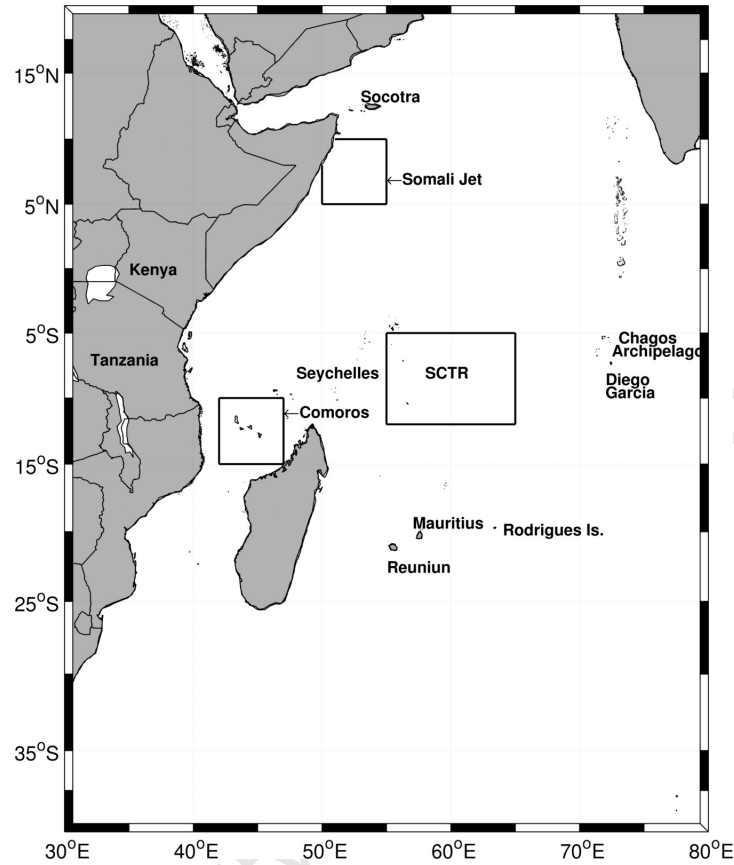 15°N
Socotra
Somali Jet
5°N
Kenya
5°S
Chagos
Archipelago
Tanzania
Seychelles
SCTR
Diego
Garcia
Comoros
15°S
Mauritius
Rodrigues Is.
Reuniun
25°S
35°S
30°E
40°E
50°E
60°E
70°E
80°E